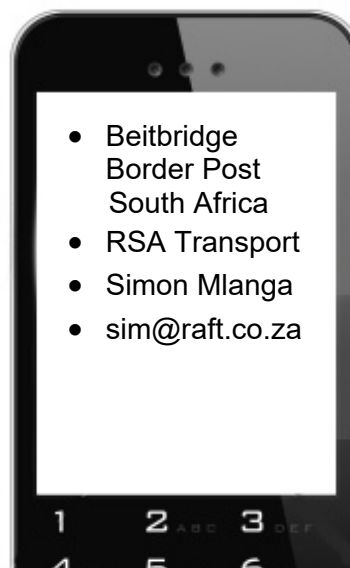 • Beitbridge
Border Post
South Africa
• RSA Transport
• Simon Mlanga
• sim@raft.co.za
1 2 ABC 3 DEF
4 5 6